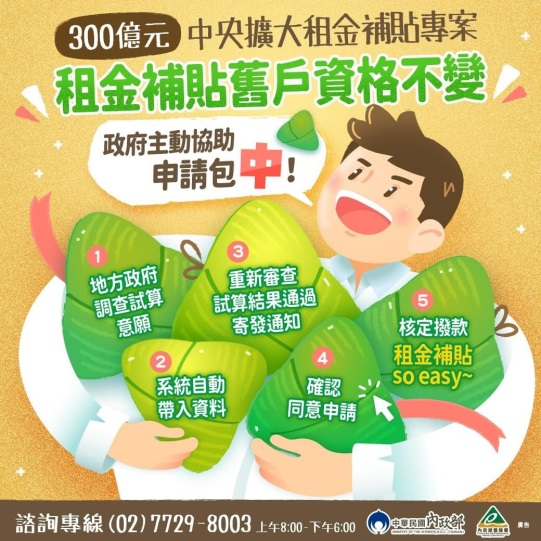 300億元 中央擴大租金補貼專案
租金補貼舊戶資格不變
政府主動協助
申請包中！
1
地方政府
調查試算
意願
3
重新審查
試算結果通過
寄發通知
5
核定撥款
租金補貼
so easy~
2
系統自動
帶入資料
4
確認
同意申請
諮詢專線 (02)7729-8003 上午8:00-下午6:00
中華民國內政部
廣告